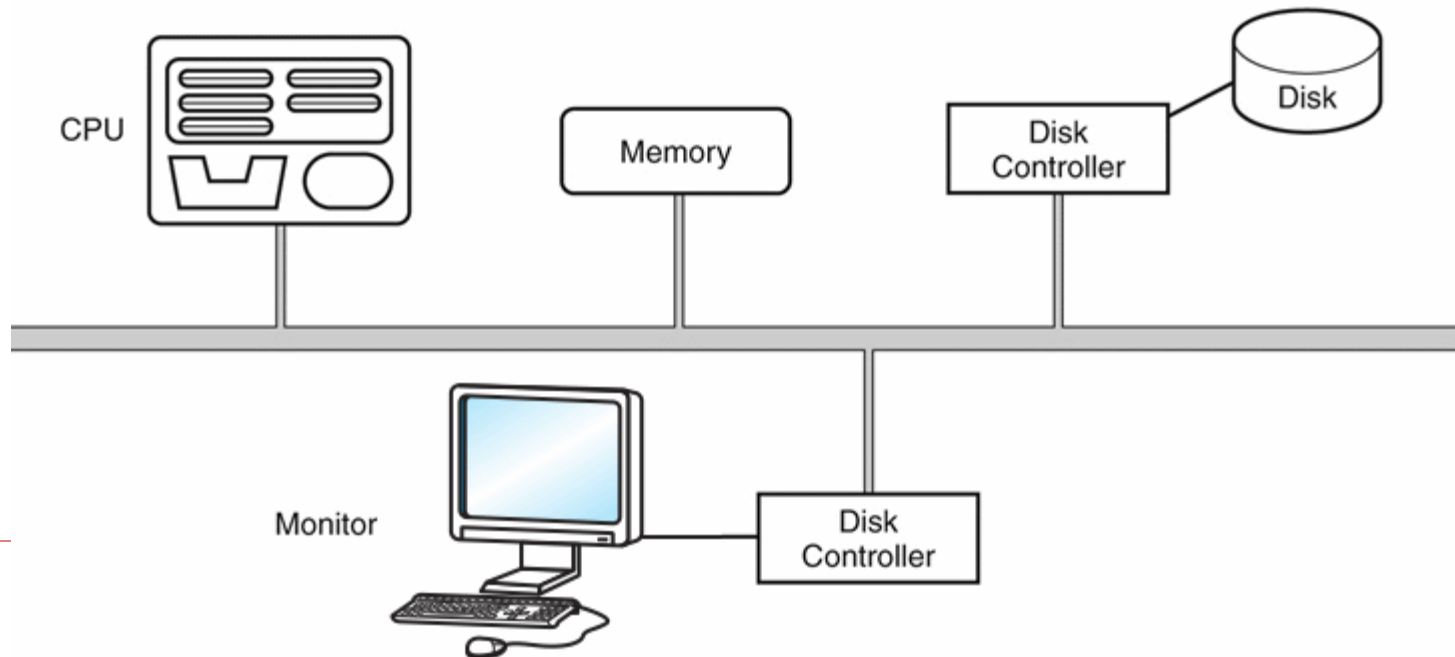 CPU
Memory
Disk
Controller
Disk
Monitor
Disk
Controller